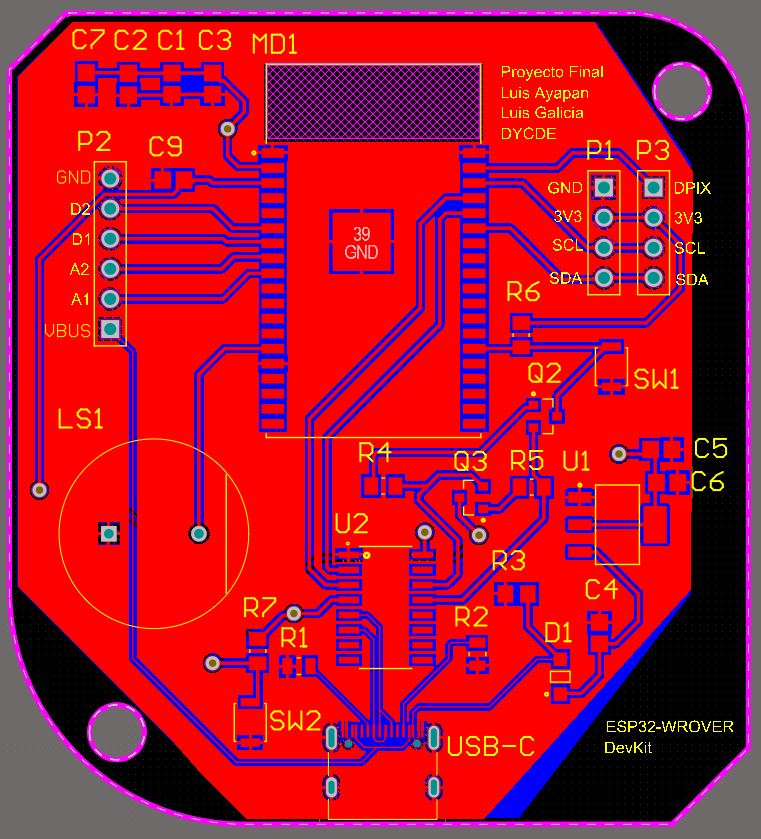 C7 C2 C1 C3 MD1
Proyecto Final
Luis Ayapan
Luis Galicia
DYCDE
P2 C9 P1 P3
GND
D2
D1
A2
A1
VBUS
39
GND
GND DPIX
3V3 3V3
SCL SCL
SDA SDA
R6
SW1
Q2
LS1
R4 Q3 R5 U1 C5
C6
U2
R3
C4
R7 R1 R2 D1
SW2 USB-C
ESP32-WROVER
DevKit